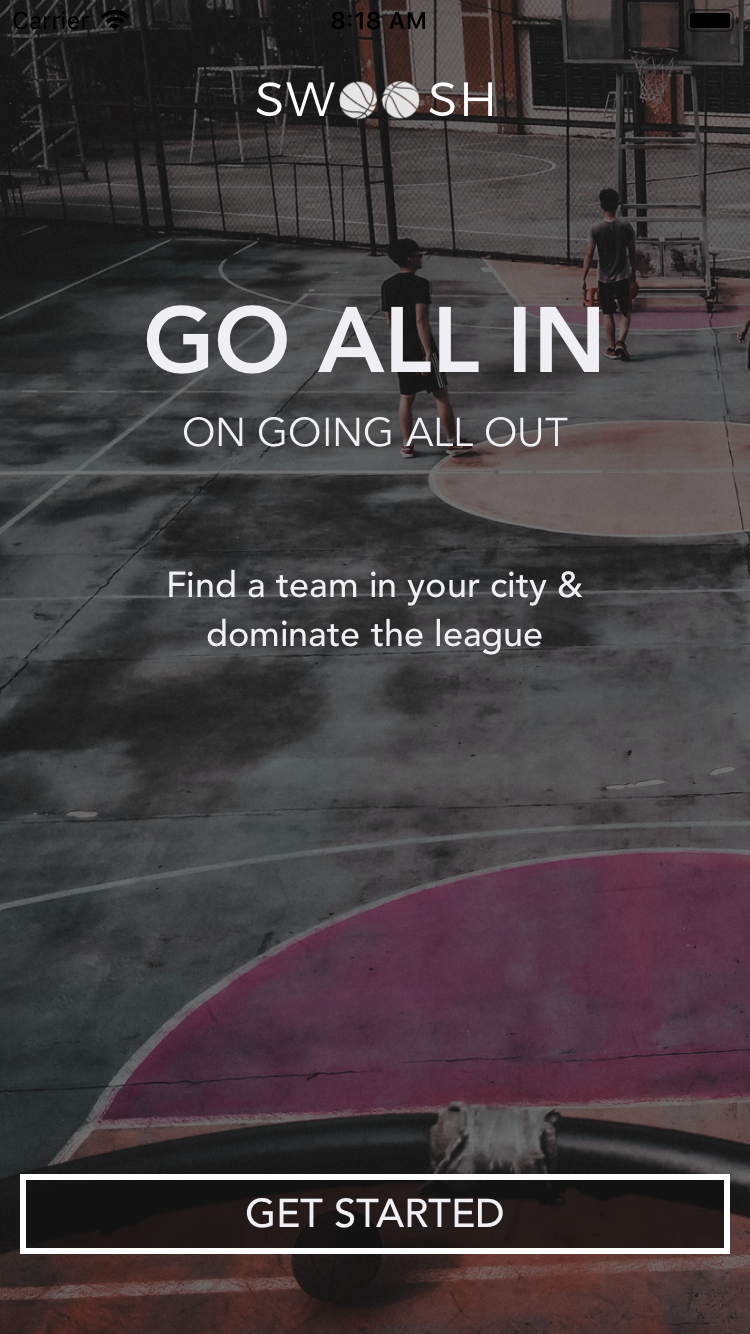 Carrier 8:18 AM
SWOOSH
GO ALL IN
ON GOING ALL OUT
Find a team in your city &
dominate the league
GET STARTED